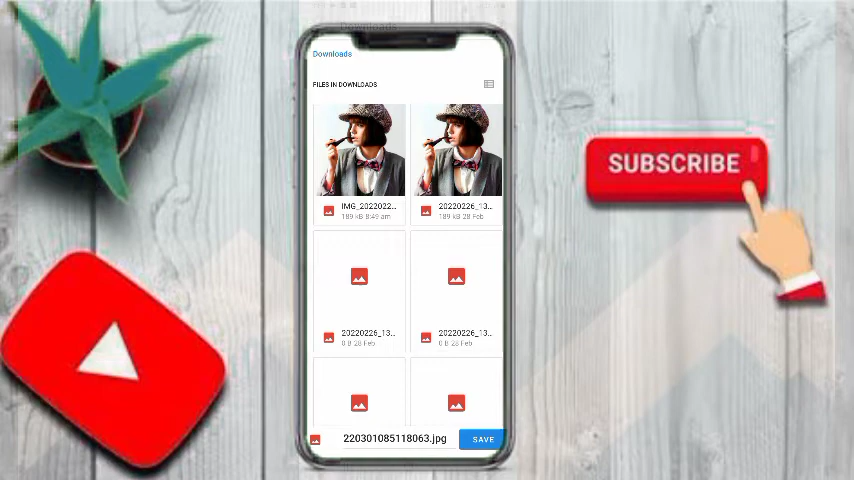 Downloads
FILES IN DOWNLOADS
IMG_2022022...
189 kB 8:49 am
20220226_13...
189 kB 28 Feb
20220226_13...
0 B 28 Feb
20220226_13...
0 B 28 Feb
220301085118063.jpg
SAVE
SUBSCRIBE